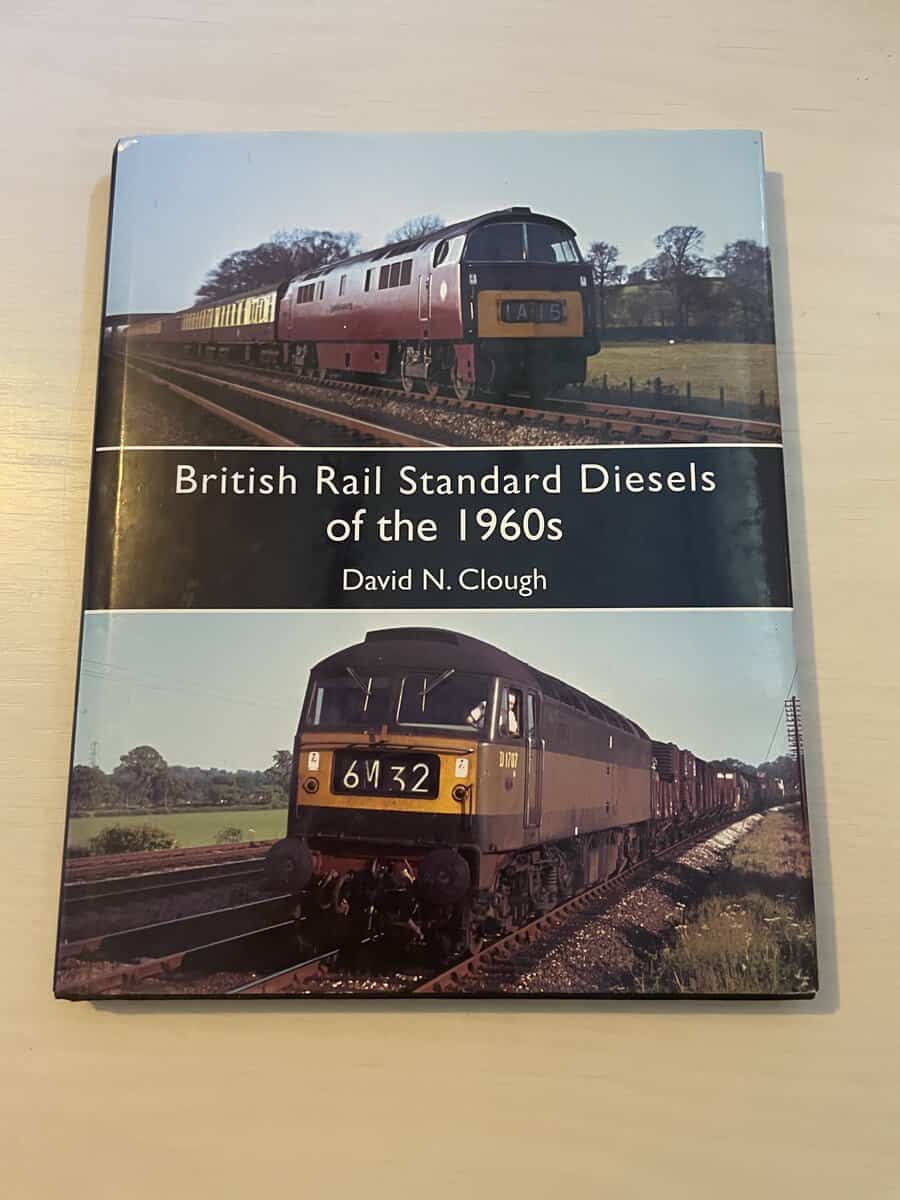 1A15
British Rail Standard Diesels
of the 1960s
David N. Clough
6M32
D1707